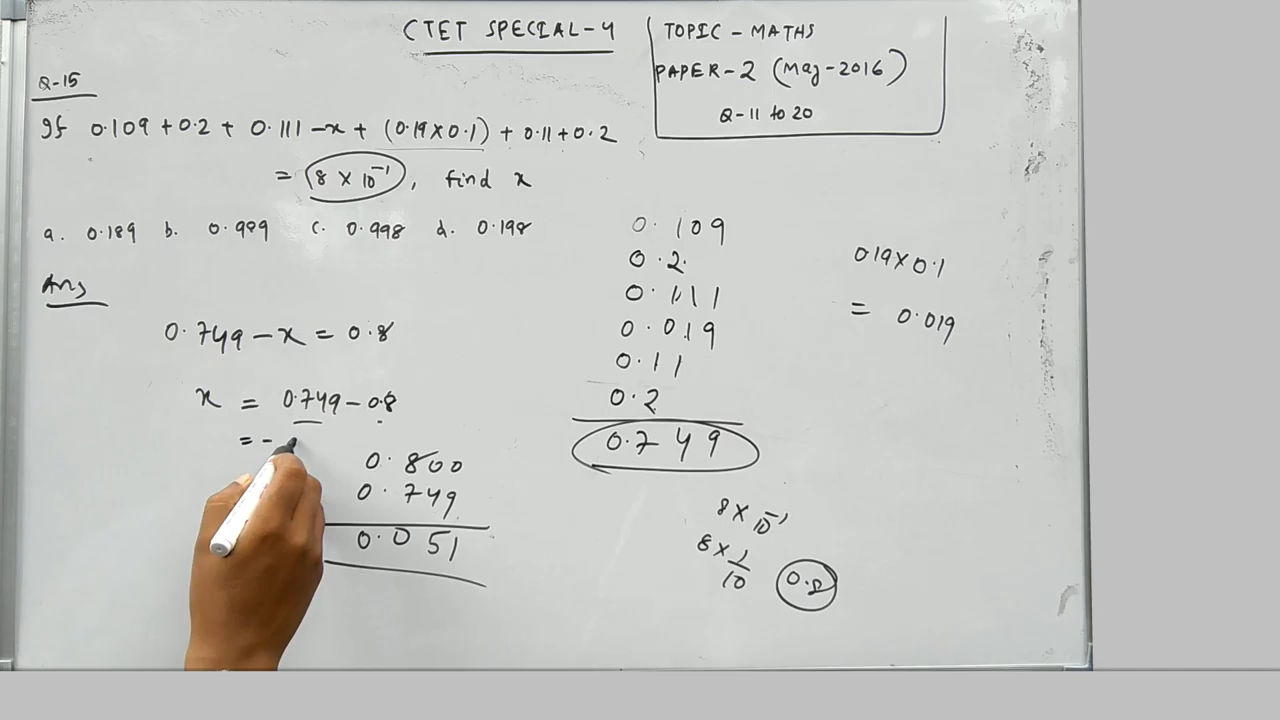 CTET SPECIAL-4
TOPIC - MATHS
PAPER-2 (May-2016)
Q-11 to 20
Q-15
If 0.109 + 0.2 + 0.111 - x + (0.19 × 0.1) + 0.11 + 0.2
= 8 × 10⁻¹, find x
a. 0.189 b. 0.989 c. 0.998 d. 0.198
Ans
0.749 - x = 0.8
x = 0.749 - 0.8
= -
0.800
0.749
0.051
0.109
0.2
0.111
0.019
0.11
0.2
0.749
0.19 × 0.1
= 0.019
8 × 10⁻¹
8 × 1/10
0.8